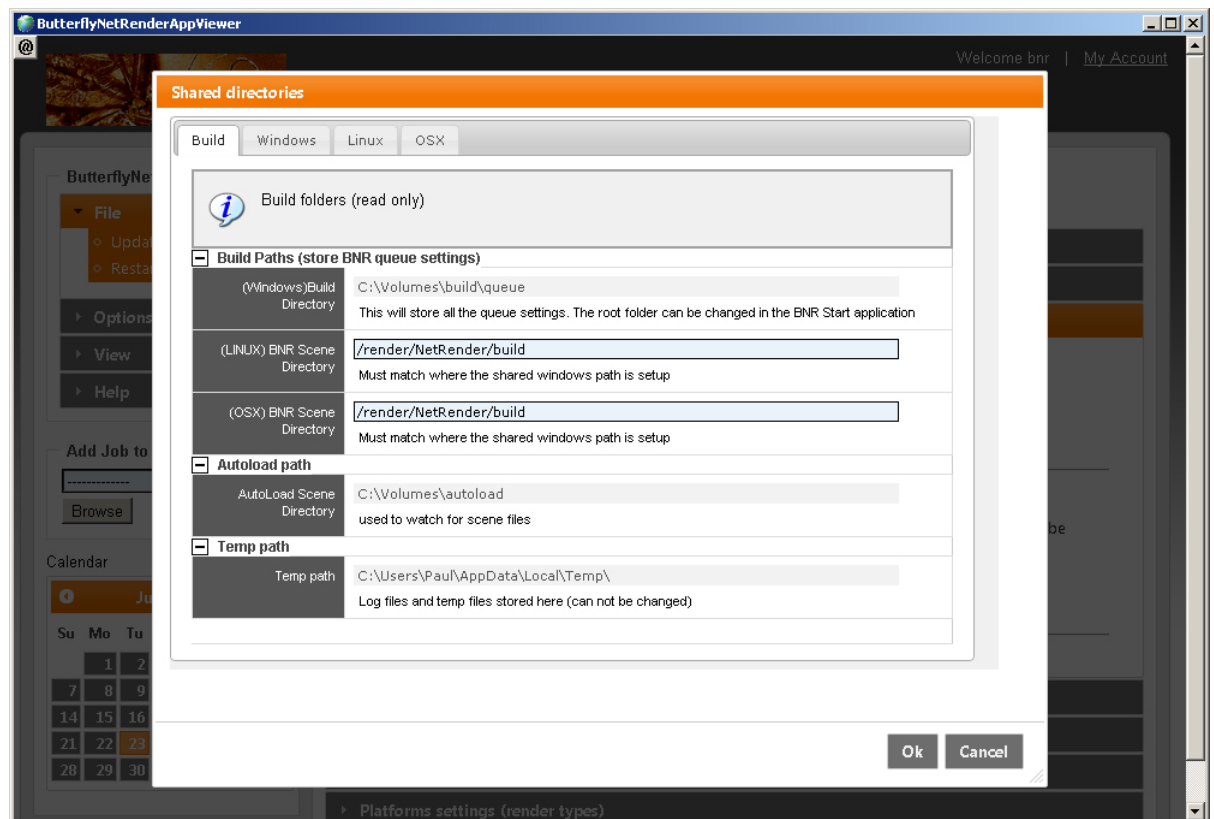 ButterflyNetRenderAppViewer
@
Welcome bnr | My Account
Shared directories
Build Windows Linux OSX
Build folders (read only)
Build Paths (store BNR queue settings)
(Windows)Build
Directory
C:\Volumes\build\queue
This will store all the queue settings. The root folder can be changed in the BNR Start application
(LINUX) BNR Scene
Directory
/render/NetRender/build
Must match where the shared windows path is setup
(OSX) BNR Scene
Directory
/render/NetRender/build
Must match where the shared windows path is setup
Autoload path
AutoLoad Scene
Directory
C:\Volumes\autoload
used to watch for scene files
Temp path
Temp path
C:\Users\Paul\AppData\Local\Temp\
Log files and temp files stored here (can not be changed)
Ok Cancel
ButterflyNe
File
Updat
Resta
Options
View
Help
Add Job to
-------------
Browse
be
Calendar
Ju
Su Mo Tu
1 2
7 8 9
14 15 16
21 22 23
28 29 30
Platforms settings (render types)